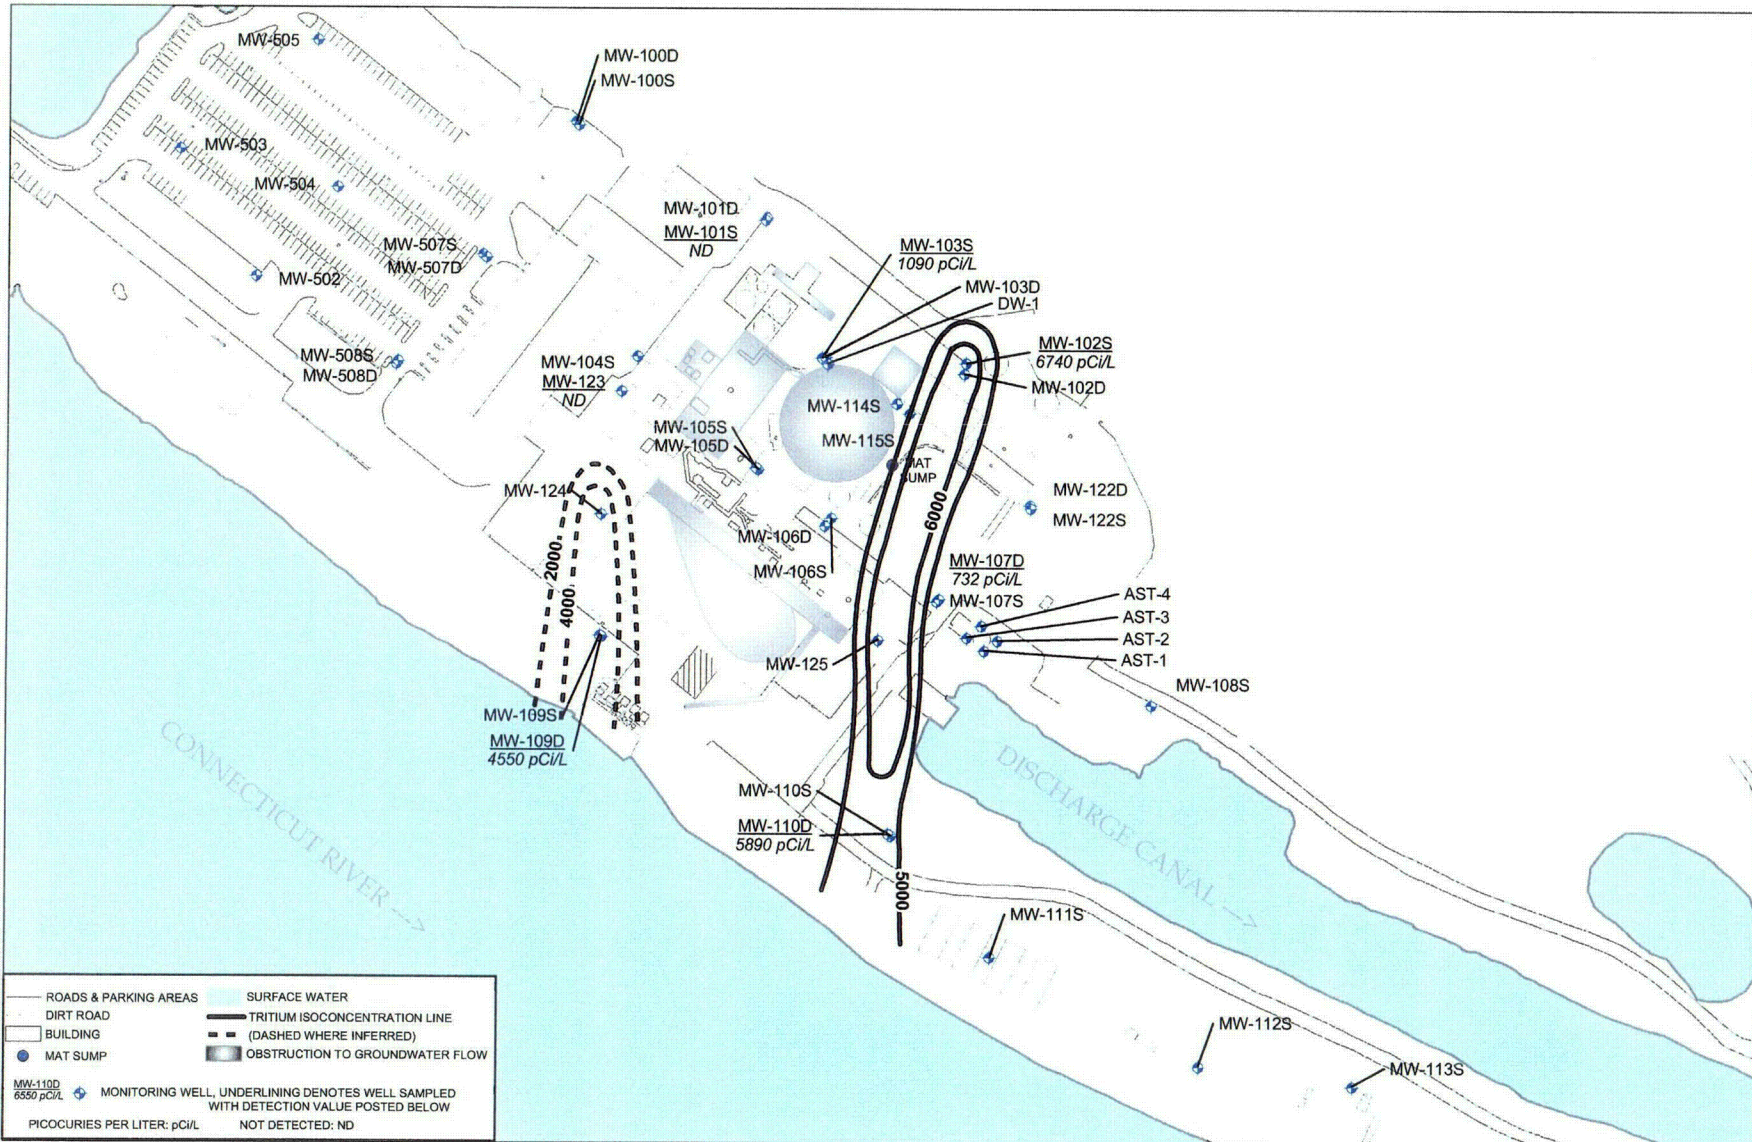 MW-505
MW-100D
MW-100S
MW-503
MW-504
MW-101D
MW-101S
ND
MW-507S
MW-507D
MW-502
MW-103S
1090 pCi/L
MW-103D
DW-1
MW-508S
MW-508D
MW-104S
MW-123
ND
MW-102S
6740 pCi/L
MW-102D
MW-114S
MW-105S
MW-105D
MW-115S
MAT
SUMP
MW-124
6000
MW-122D
MW-122S
MW-106D
MW-106S
2000
4000
MW-107D
732 pCi/L
MW-107S
AST-4
AST-3
AST-2
AST-1
MW-125
MW-108S
MW-109S
MW-109D
4550 pCi/L
CONNECTICUT RIVER --->
DISCHARGE CANAL --->
MW-110S
MW-110D
5890 pCi/L
5000
MW-111S
MW-112S
MW-113S
ROADS & PARKING AREAS
DIRT ROAD
BUILDING
MAT SUMP
SURFACE WATER
TRITIUM ISOCONCENTRATION LINE
(DASHED WHERE INFERRED)
OBSTRUCTION TO GROUNDWATER FLOW
MW-110D
6550 pCi/L
MONITORING WELL, UNDERLINING DENOTES WELL SAMPLED
WITH DETECTION VALUE POSTED BELOW
PICOCURIES PER LITER: pCi/L NOT DETECTED: ND